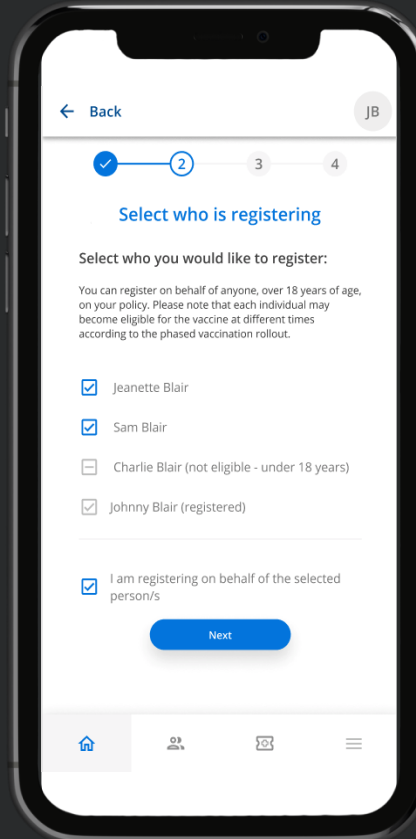 Back
JB
2
3
4
Select who is registering
Select who you would like to register:
You can register on behalf of anyone, over 18 years of age,
on your policy. Please note that each individual may
become eligible for the vaccine at different times
according to the phased vaccination rollout.
Jeanette Blair
Sam Blair
Charlie Blair (not eligible - under 18 years)
Johnny Blair (registered)
I am registering on behalf of the selected
person/s
Next